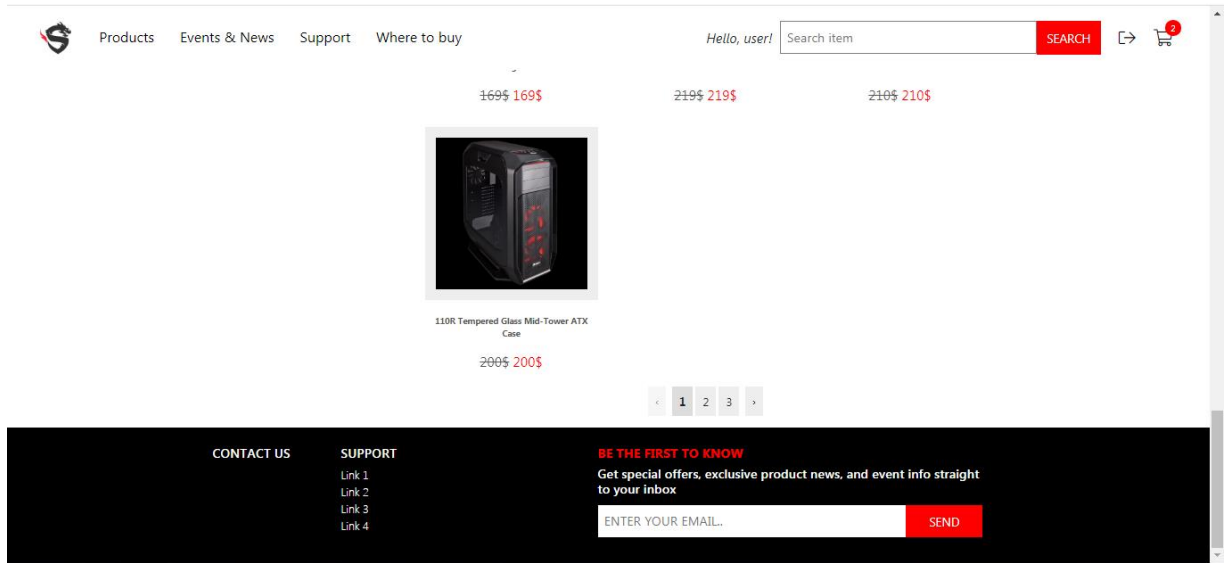 Products Events & News Support Where to buy Hello, user! Search item SEARCH 2
169$ 169$ 219$ 219$ 210$ 210$
110R Tempered Glass Mid-Tower ATX
Case
200$ 200$
‹ 1 2 3 ›
CONTACT US
SUPPORT
Link 1
Link 2
Link 3
Link 4
BE THE FIRST TO KNOW
Get special offers, exclusive product news, and event info straight
to your inbox
ENTER YOUR EMAIL.. SEND